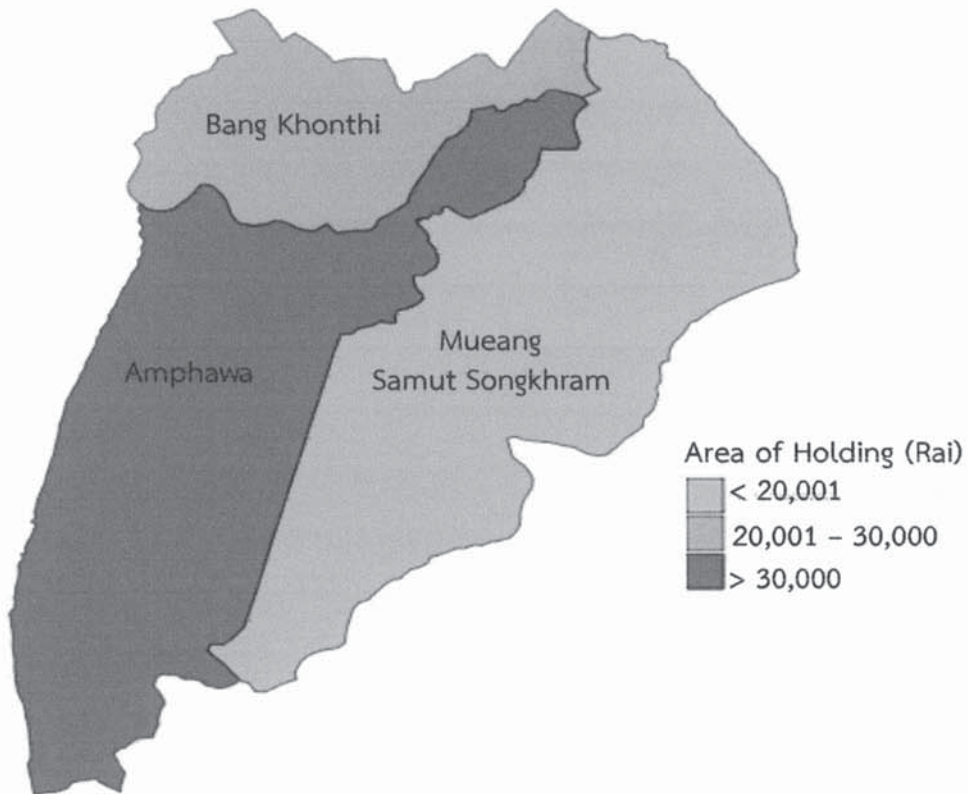 Bang Khonthi
Amphawa
Mueang
Samut Songkhram
Area of Holding (Rai)
< 20,001
20,001 – 30,000
> 30,000